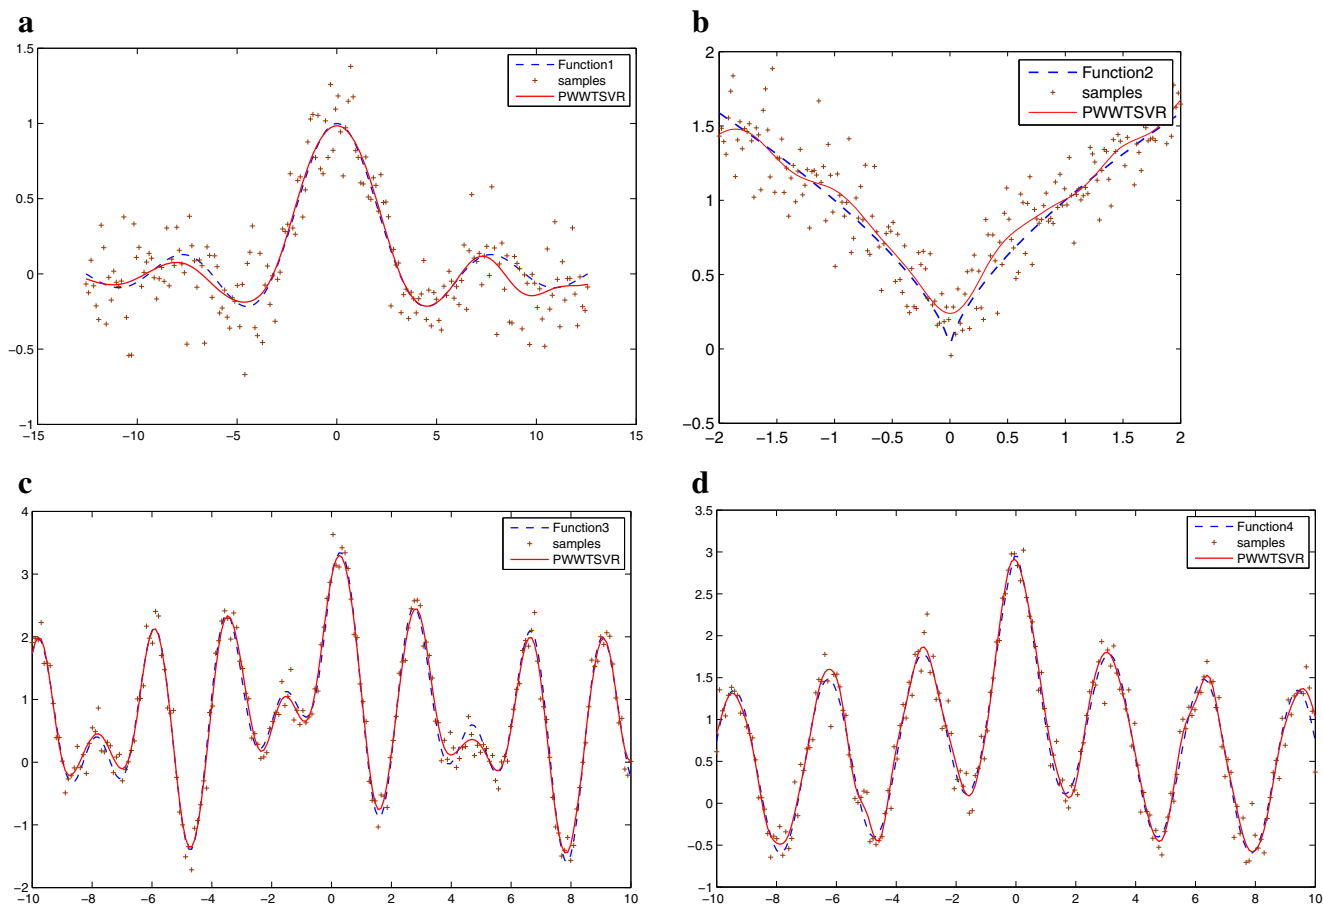 a
1.5
1
0.5
0
−0.5
−1
−15 −10 −5 0 5 10 15
Function1
samples
PWWTSVR
b
2
1.5
1
0.5
0
−0.5
−2 −1.5 −1 −0.5 0 0.5 1 1.5 2
Function2
samples
PWWTSVR
c
4
3
2
1
0
−1
−2
−10 −8 −6 −4 −2 0 2 4 6 8 10
Function3
samples
PWWTSVR
d
3.5
3
2.5
2
1.5
1
0.5
0
−0.5
−1
−10 −8 −6 −4 −2 0 2 4 6 8 10
Function4
samples
PWWTSVR